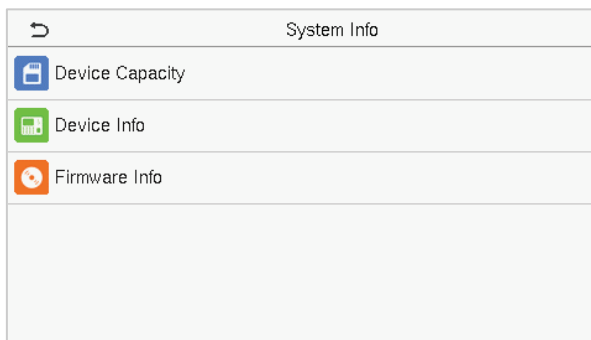 System Info
Device Capacity
Device Info
Firmware Info